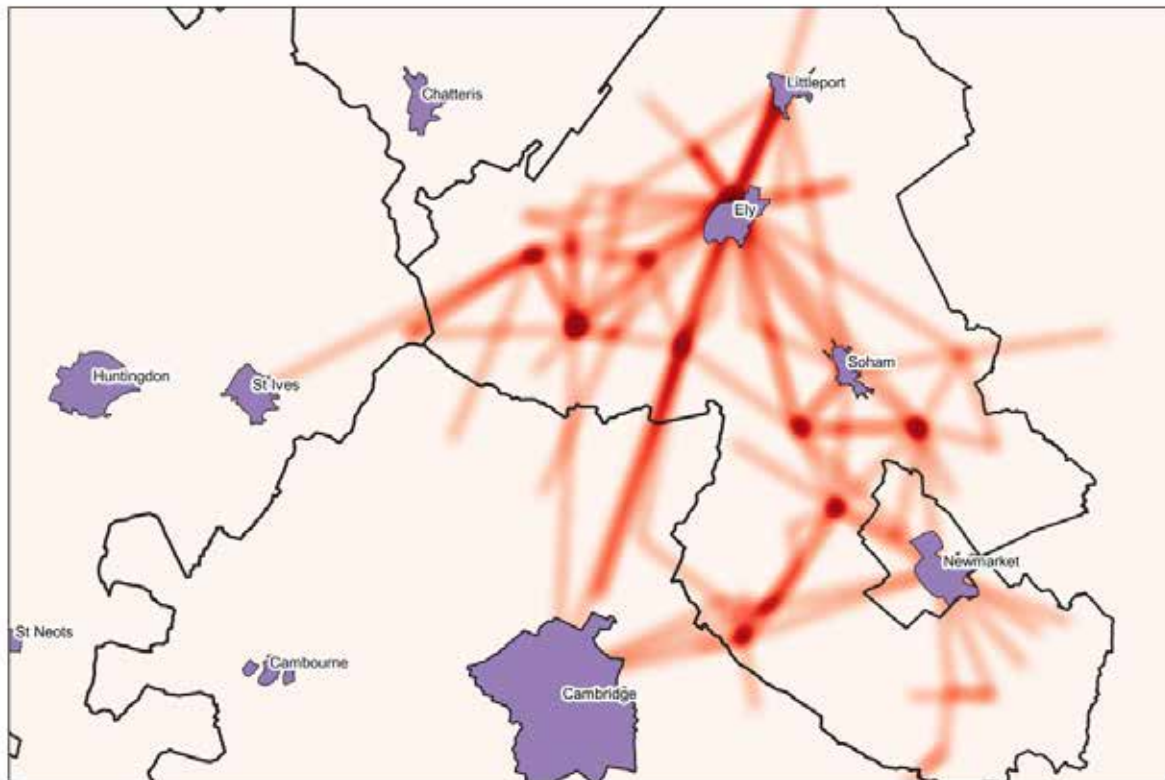 Littleport
Chatteris
Ely
Soham
Huntingdon
St Ives
Newmarket
St Neots
Cambourne
Cambridge